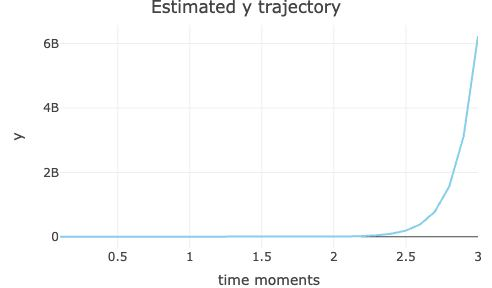 Estimated y trajectory
6B
4B
2B
0
y
0.5 1 1.5 2 2.5 3
time moments